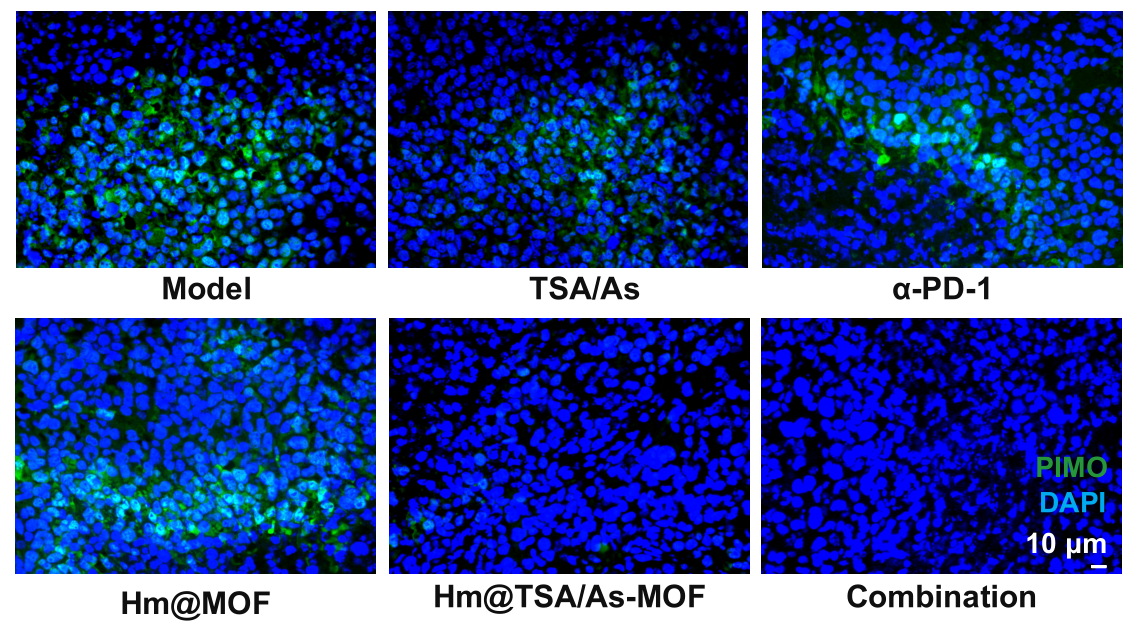 Model
TSA/As
α-PD-1
PIMO
DAPI
10 µm
Hm@MOF
Hm@TSA/As-MOF
Combination